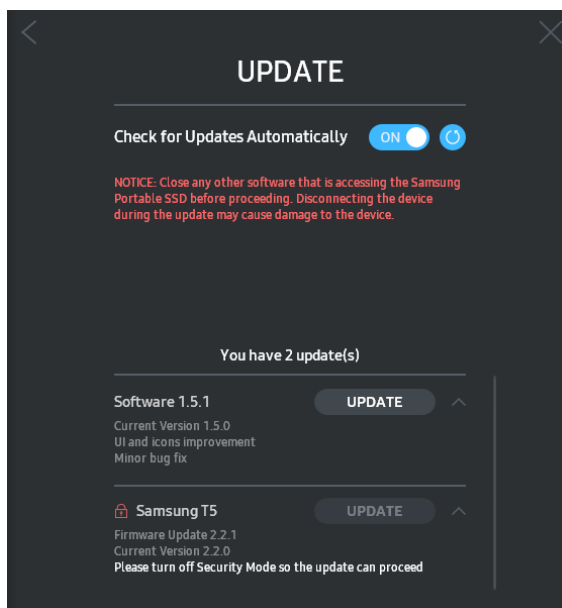 UPDATE
Check for Updates Automatically ON
NOTICE: Close any other software that is accessing the Samsung
Portable SSD before proceeding. Disconnecting the device
during the update may cause damage to the device.
You have 2 update(s)
Software 1.5.1 UPDATE
Current Version 1.5.0
UI and icons improvement
Minor bug fix
Samsung T5 UPDATE
Firmware Update 2.2.1
Current Version 2.2.0
Please turn off Security Mode so the update can proceed